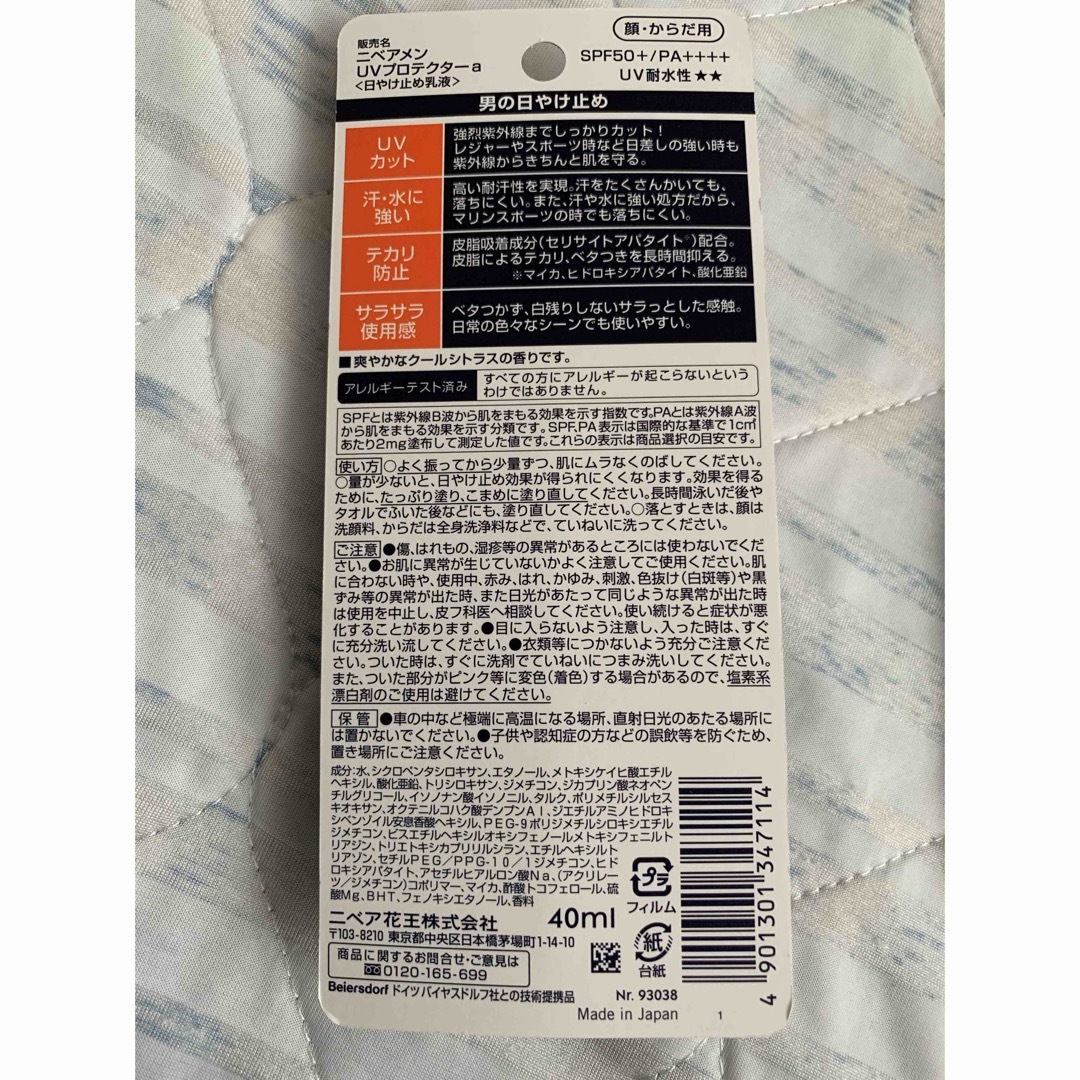 販売名
ニベアメン
UVプロテクターa
<日やけ止め乳液>
顔・からだ用
SPF50+/PA++++
UV耐水性★★
男の日やけ止め
UV
カット
強烈紫外線までしっかりカット!
レジャーやスポーツ時など日差しの強い時も
紫外線からきちんと肌を守る。
汗・水に
強い
高い耐汗性を実現。汗をたくさんかいても、
落ちにくい。また、汗や水に強い処方だから、
マリンスポーツの時でも落ちにくい。
テカリ
防止
皮脂吸着成分(セリサイトアパタイト※)配合。
皮脂によるテカリ、ベタつきを長時間抑える。
※マイカ、ヒドロキシアパタイト、酸化亜鉛
サラサラ
使用感
ベタつかず、白残りしないサラっとした感触。
日常の色々なシーンでも使いやすい。
■爽やかなクールシトラスの香りです。
アレルギーテスト済み
すべての方にアレルギーが起こらないという
わけではありません。
SPFとは紫外線B波から肌をまもる効果を示す指数です。PAとは紫外線A波
から肌をまもる効果を示す分類です。SPF、PA表示は国際的な基準で1c㎡
あたり2mg塗布して測定した値です。これらの表示は商品選択の目安です。
使い方 ○よく振ってから少量ずつ、肌にムラなくのばしてください。
○量が少ないと、日やけ止め効果が得られにくくなります。効果を得る
ために、たっぷり塗り、こまめに塗り直してください。長時間泳いだ後や
タオルでふいた後などにも、塗り直してください。○落とすときは、顔は
洗顔料、からだは全身洗浄料などで、ていねいに洗ってください。
ご注意 ●傷、はれもの、湿疹等の異常があるところには使わないでくだ
さい。●お肌に異常が生じていないかよく注意してご使用ください。肌
に合わない時や、使用中、赤み、はれ、かゆみ、刺激、色抜け(白斑等)や黒
ずみ等の異常が出た時、また日光があたって同じような異常が出た時
は使用を中止し、皮フ科医へ相談してください。使い続けると症状が悪
化することがあります。●目に入らないよう注意し、入った時は、すぐ
に充分洗い流してください。●衣類等につかないよう充分ご注意くだ
さい。ついた時は、すぐに洗剤でていねいにつまみ洗いしてください。
また、ついた部分がピンク等に変色(着色)する場合があるので、塩素系
漂白剤のご使用は避けてください。
保管 ●車の中など極端に高温になる場所、直射日光のあたる場所に
は置かないでください。●子供や認知症の方などの誤飲等を防ぐため、
置き場所にご注意ください。
成分:水、シクロペンタシロキサン、エタノール、メトキシケイヒ酸エチル
ヘキシル、酸化亜鉛、トリシロキサン、ジメチコン、ジカプリン酸ネオペン
チルグリコール、イソノナン酸イソノニル、タルク、ポリメチルシルセス
キオキサン、オクテニルコハク酸デンプンAl、ジエチルアミノヒドロキ
シベンゾイル安息香酸ヘキシル、PEG-9ポリジメチルシロキシエチル
ジメチコン、ビスエチルヘキシルオキシフェノールメトキシフェニルト
リアジン、トリエトキシカプリリルシラン、エチルヘキシルト
リアゾン、セチルPEG/PPG-10/1ジメチコン、ヒド
ロキシアパタイト、アセチルヒアルロン酸Na、(アクリレー
ツ/ジメチコン)コポリマー、マイカ、酢酸トコフェロール、硫
酸Mg、BHT、フェノキシエタノール、香料
ニベア花王株式会社
40ml
〒103-8210 東京都中央区日本橋茅場町1-14-10
商品に関するお問合せ・ご意見は
0120-165-699
Beiersdorf ドイツバイヤスドルフ社との技術提携品
プラ
フィルム
紙
台紙
Nr. 93038
Made in Japan
1
4 901301 347114